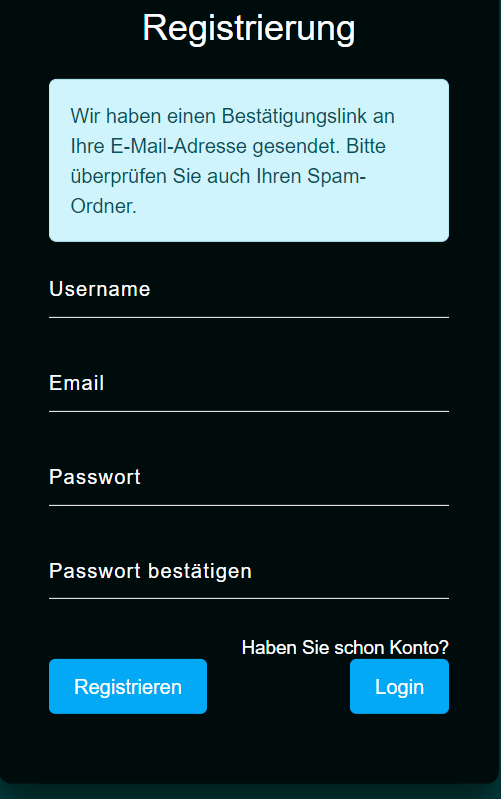 Registrierung
Wir haben einen Bestätigungslink an
Ihre E-Mail-Adresse gesendet. Bitte
überprüfen Sie auch Ihren Spam-
Ordner.
Username
Email
Passwort
Passwort bestätigen
Haben Sie schon Konto?
Registrieren
Login